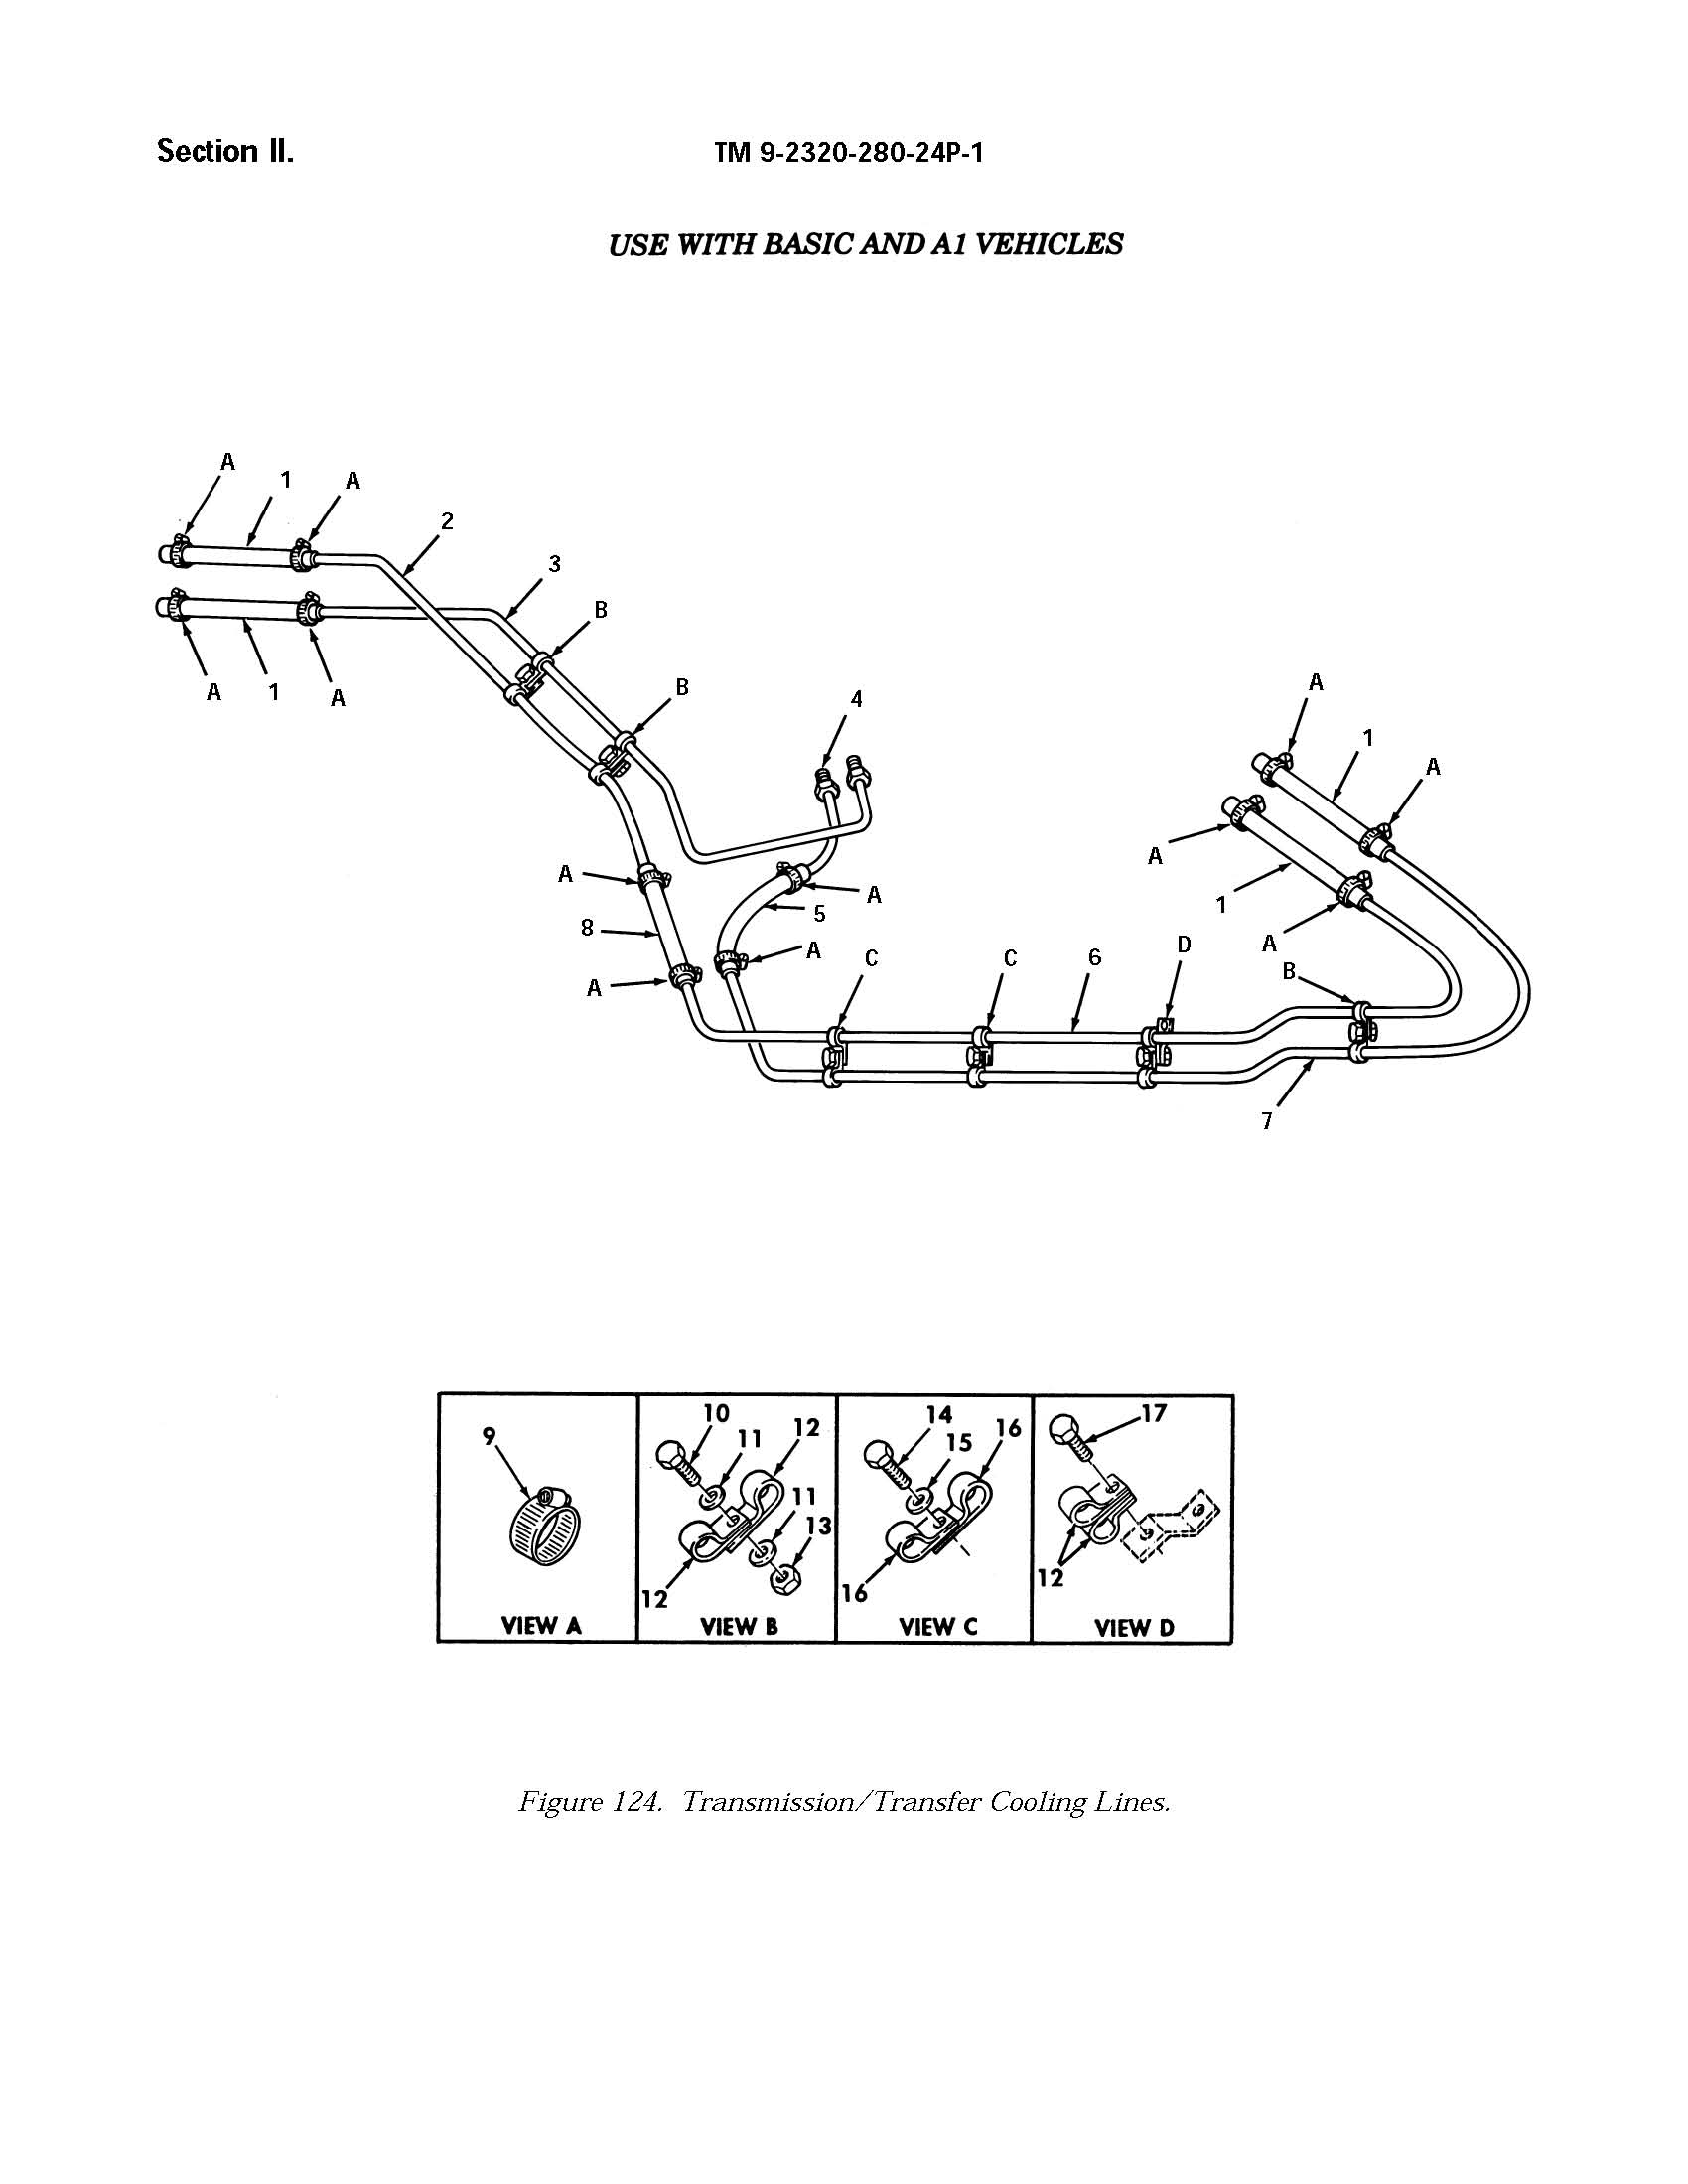 Section II.
TM 9-2320-280-24P-1
USE WITH BASIC AND A1 VEHICLES
A
1
A
2
3
B
A
1
A
B
4
A
1
A
A
A
8
A
5
1
A
A
A
C
C
6
D
B
7
9
10
11
12
11
13
12
14
15
16
16
17
12
VIEW A
VIEW B
VIEW C
VIEW D
Figure 124. Transmission/Transfer Cooling Lines.